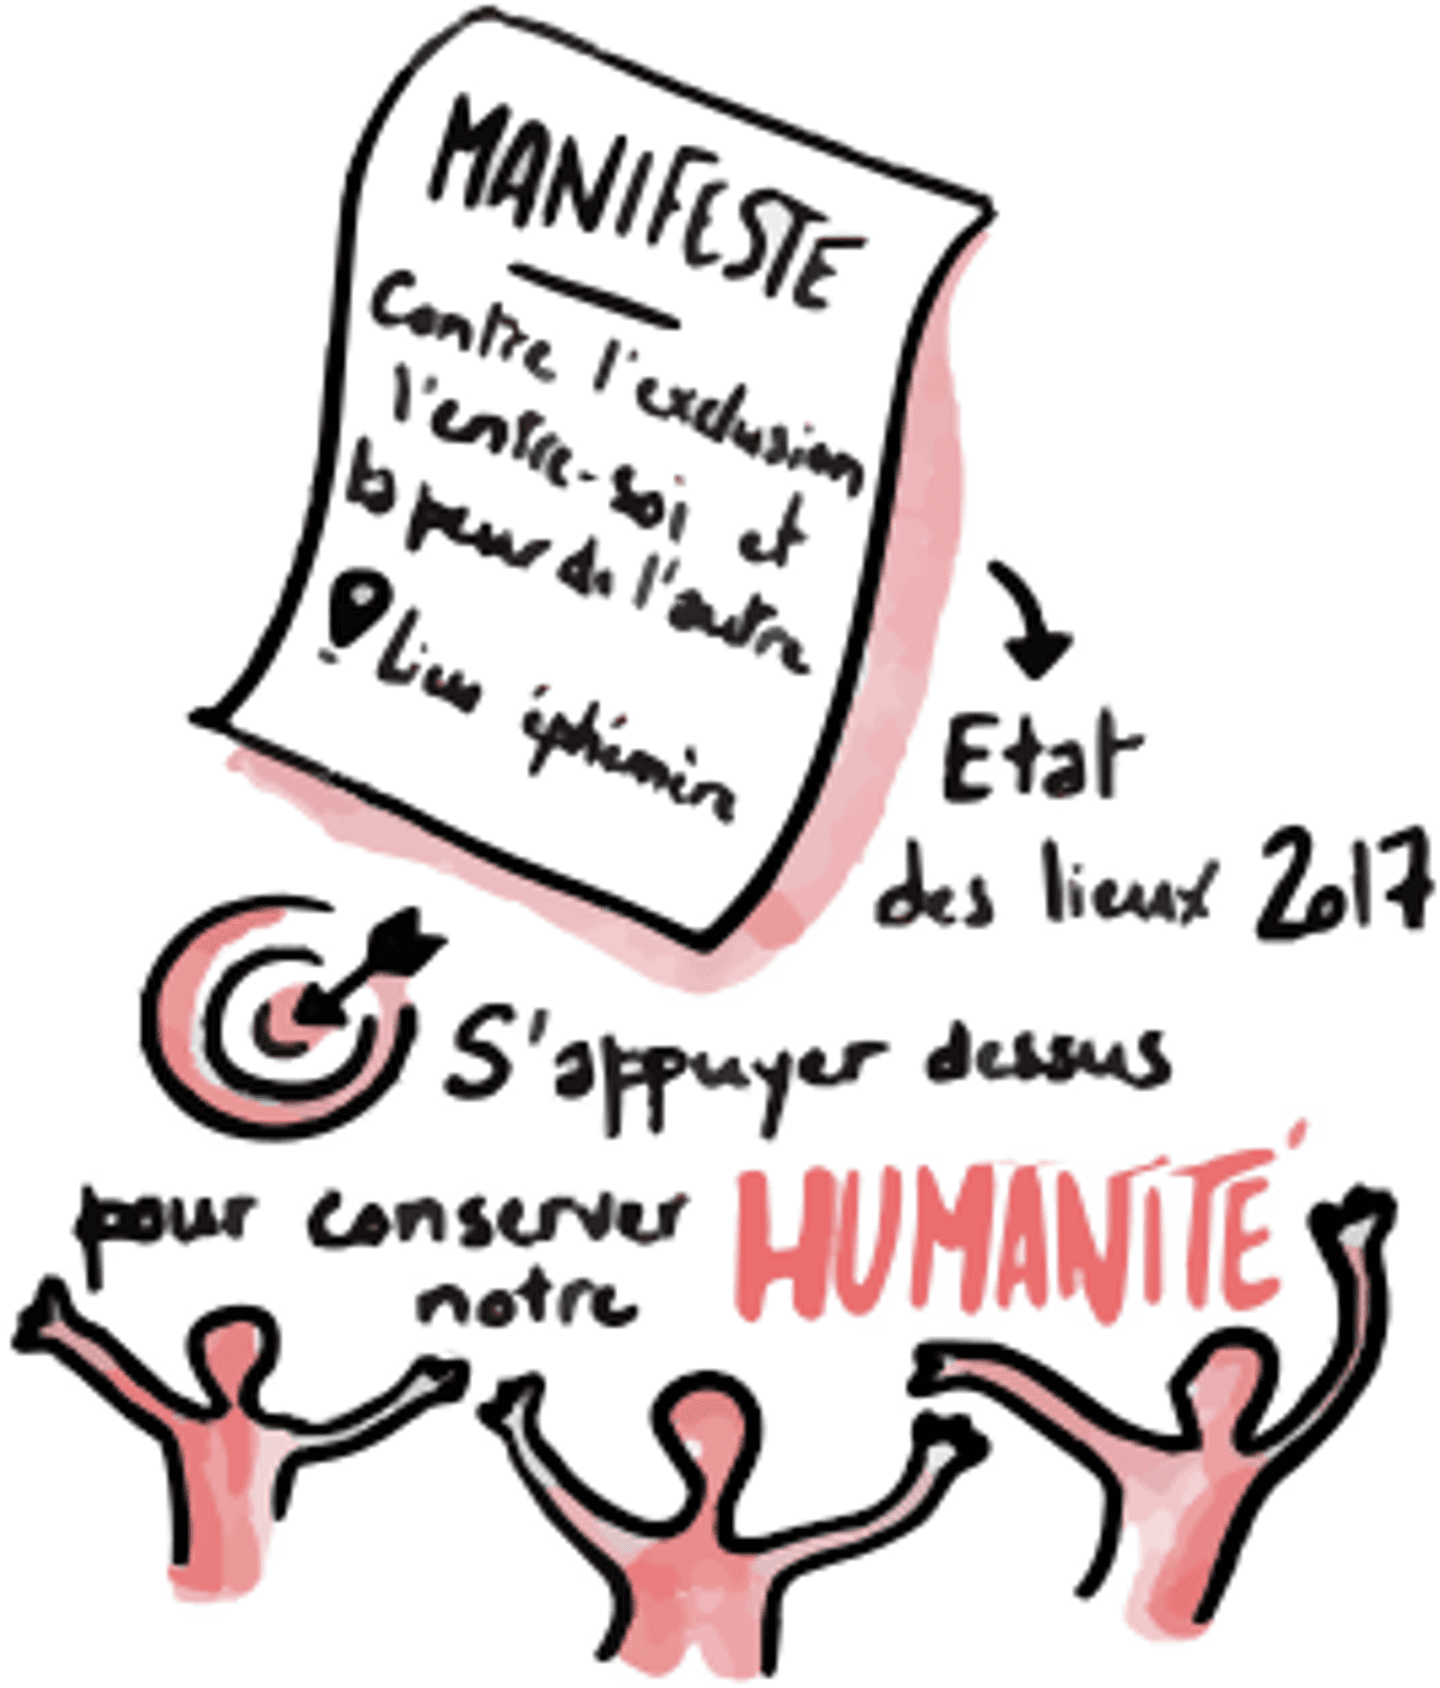 MANIFESTE
Contre l'exclusion
l'entre-soi et
la peur de l'autre
Lieu éphémère
Etat
des lieux 2017
S'appuyer dessus
pour conserver
notre HUMANITÉ